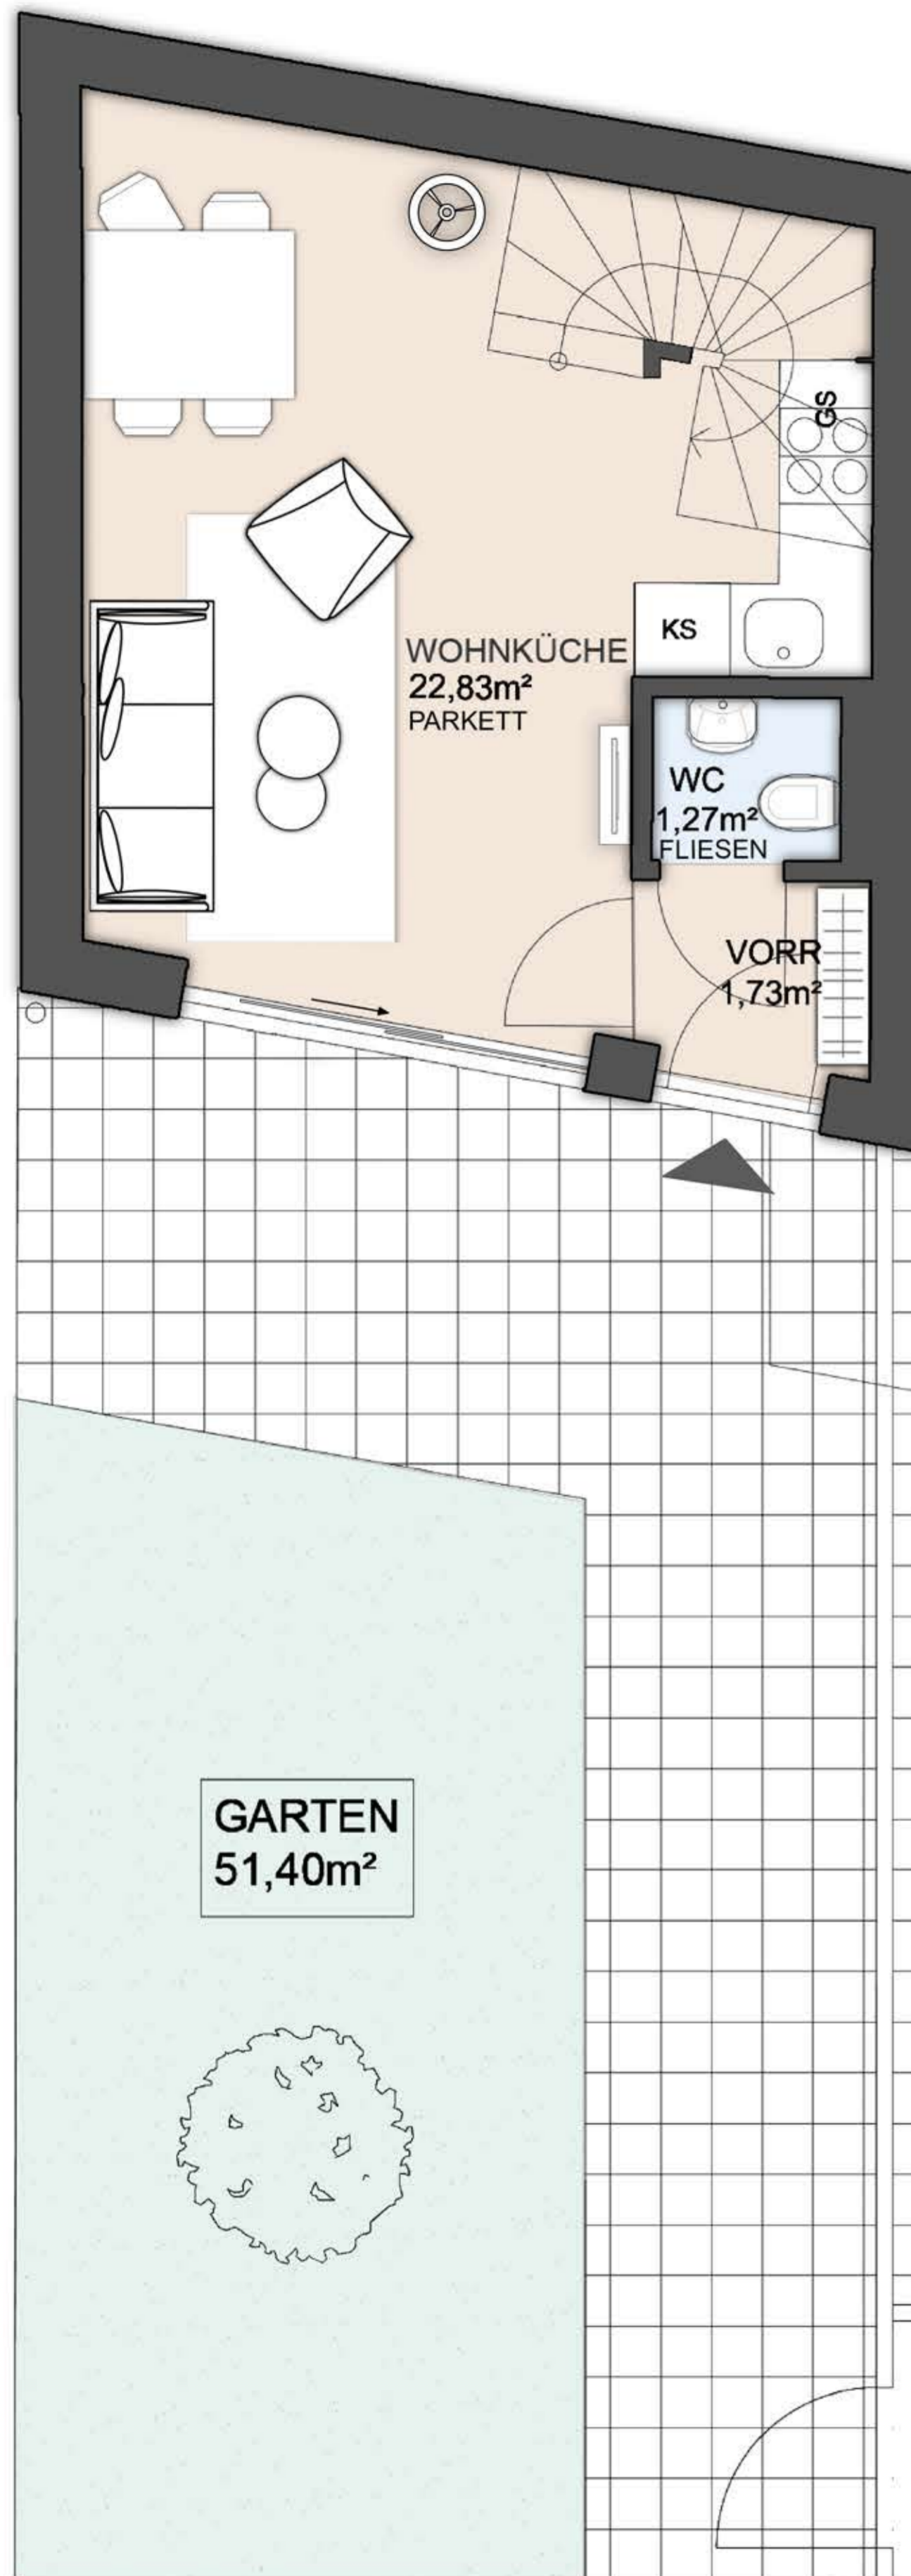 GS
KS
WOHNKÜCHE
22,83m²
PARKETT
WC
1,27m²
FLIESEN
VORR
1,73m²
GARTEN
51,40m²